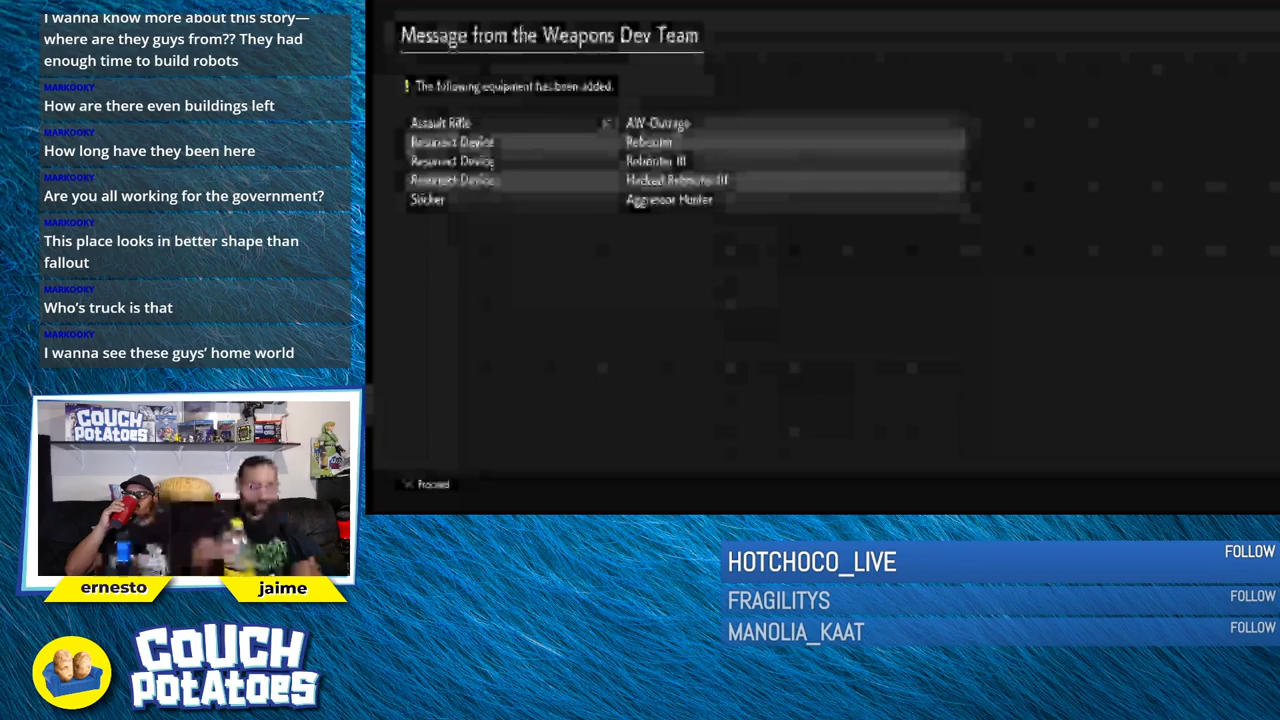 I wanna know more about this story—
where are they guys from?? They had
enough time to build robots
MARKOOKY
How are there even buildings left
MARKOOKY
How long have they been here
MARKOOKY
Are you all working for the government?
MARKOOKY
This place looks in better shape than
fallout
MARKOOKY
Who's truck is that
MARKOOKY
I wanna see these guys' home world
Message from the Weapons Dev Team
! The following equipment has been added.
Assault Rifle AW-Outrage
Resurrect Device
Resurrect Device III
Device III
Sticker Aggressor Hunter
Proceed
COUCH
POTATOES
ernesto
jaime
COUCH
POTATOES
HOTCHOCO_LIVE FOLLOW
FRAGILITYS FOLLOW
MANOLIA_KAAT FOLLOW